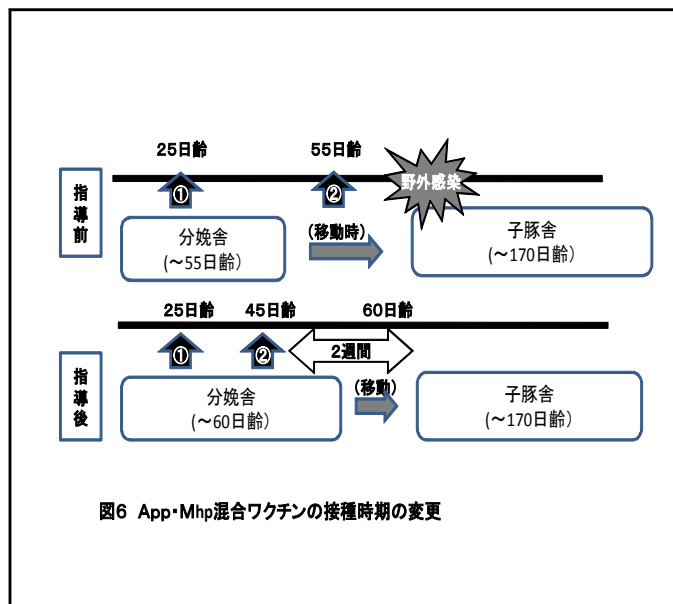 25日齢 55日齢
指導前
① ② 野外感染
分娩舎
(～55日齢)
(移動時)
子豚舎
(～170日齢)
25日齢 45日齢 60日齢
指導後
① ② 2週間
分娩舎
(～60日齢)
(移動)
子豚舎
(～170日齢)
図6 App・Mhp混合ワクチンの接種時期の変更